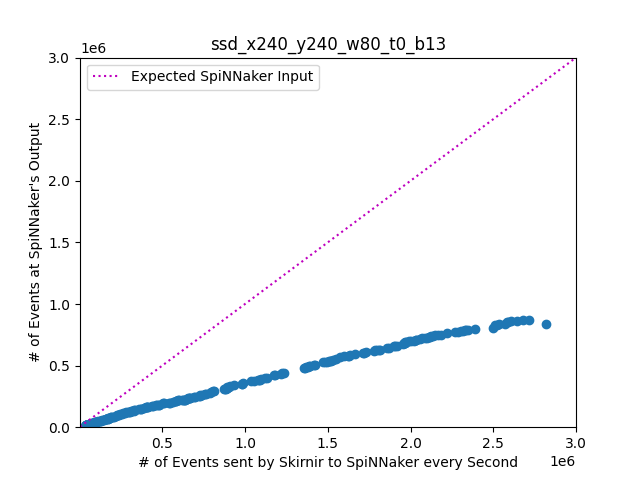 ssd_x240_y240_w80_t0_b13
1e6
Expected SpiNNaker Input
# of Events at SpiNNaker's Output
3.0
2.5
2.0
1.5
1.0
0.5
0.0
0.5 1.0 1.5 2.0 2.5 3.0
# of Events sent by Skirnir to SpiNNaker every Second
1e6